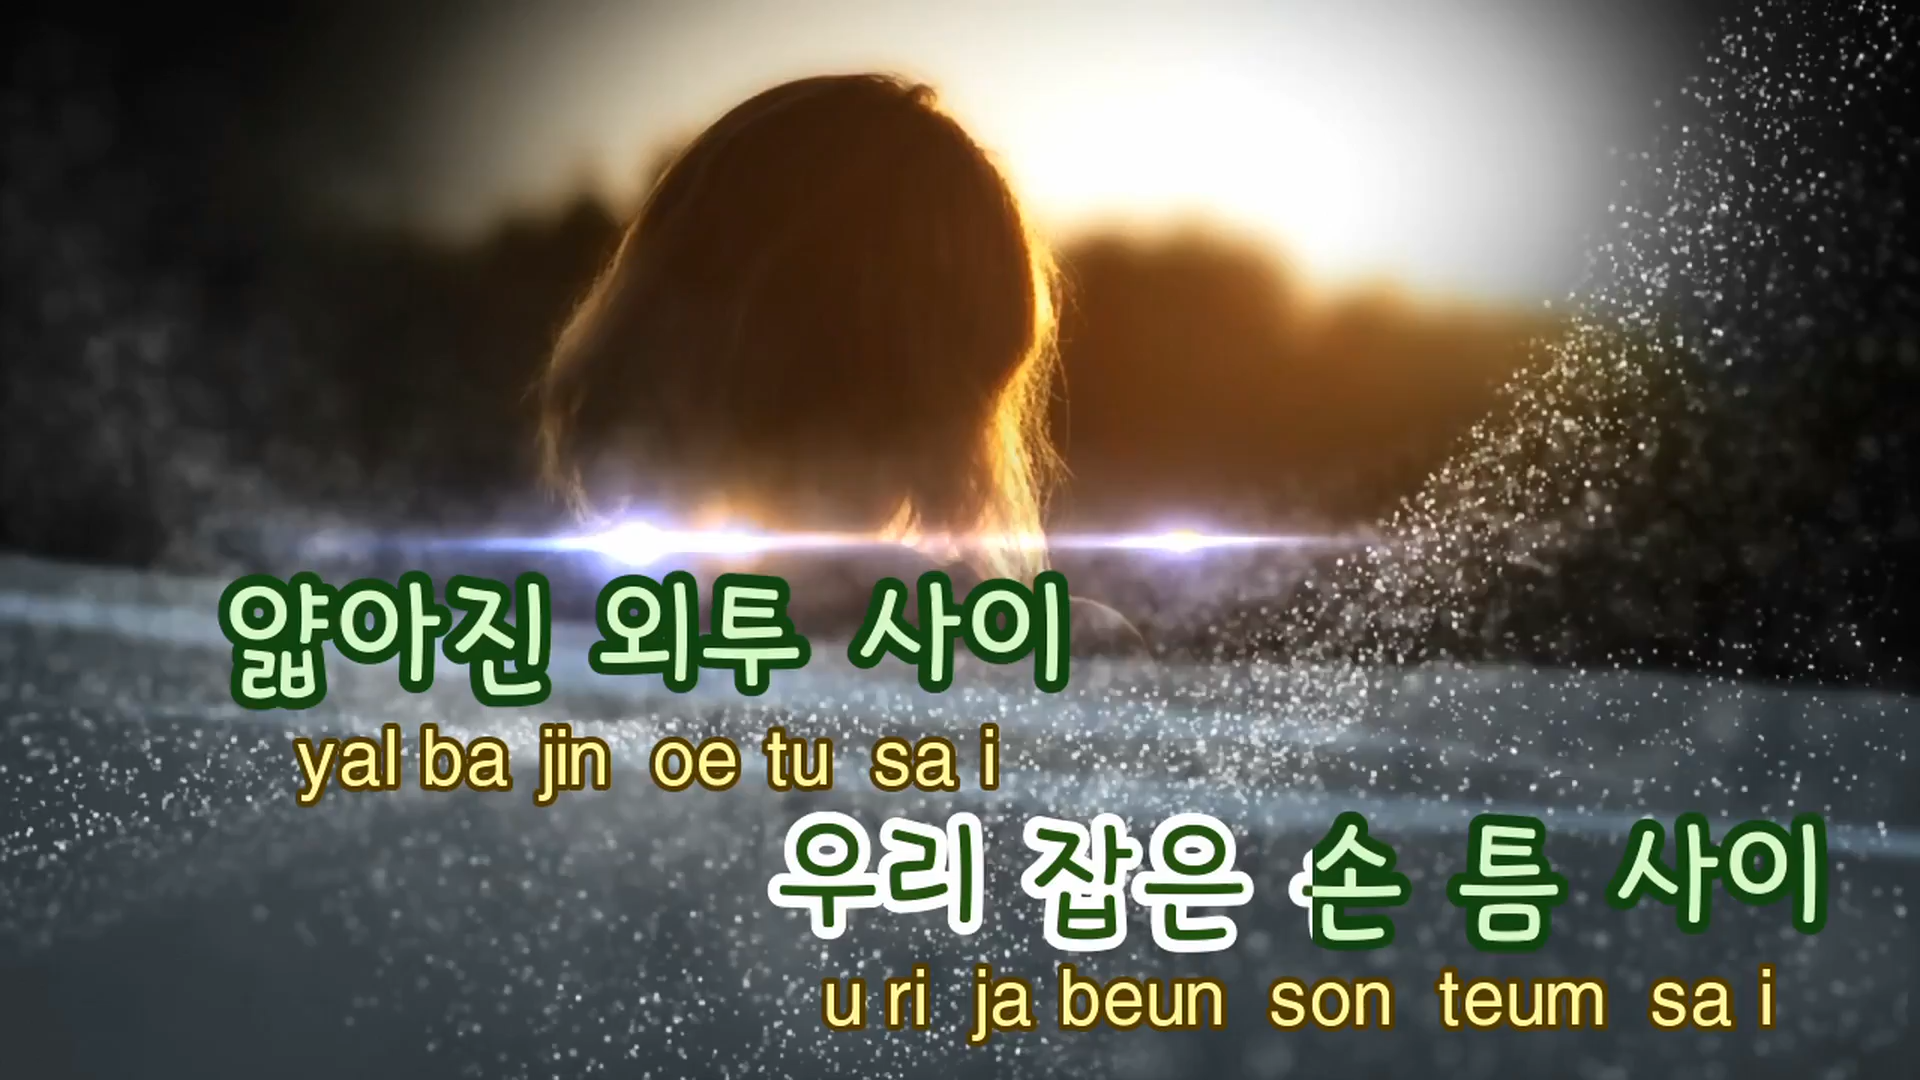 얇아진 외투 사이
yal ba jin oe tu sa i
우리 잡은 손 틈 사이
u ri ja beun son teum sa i